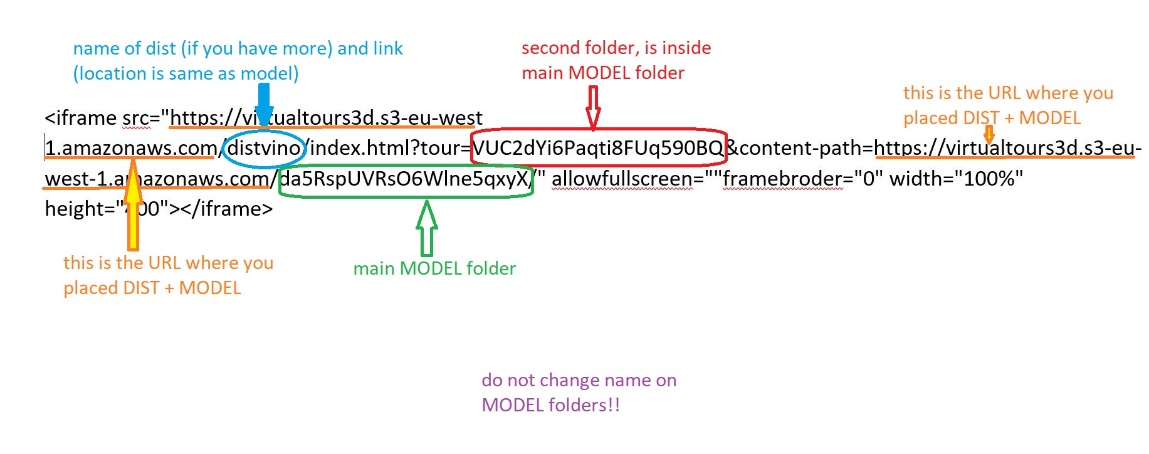 name of dist (if you have more) and link
(location is same as model)
second folder, is inside
main MODEL folder
this is the URL where you
placed DIST + MODEL
<iframe src="https://virtualtours3d.s3-eu-west
1.amazonaws.com/distvino/index.html?tour=VUC2dYi6Paqti8FUq590BQ&content-path=https://virtualtours3d.s3-eu-
west-1.amazonaws.com/da5RspUVRsO6Wlne5qxyX/" allowfullscreen=""framebroder="0" width="100%"
height="400"></iframe>
this is the URL where you
placed DIST + MODEL
main MODEL folder
do not change name on
MODEL folders!!